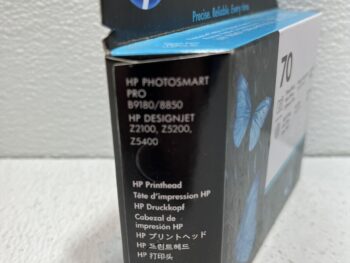 hp
Precise. Reliable. Every time.
70
HP PHOTOSMART
PRO
B9180/8850
HP DESIGNJET
Z2100, Z5200,
Z5400
HP Printhead
Tête d'impression HP
HP Druckkopf
Cabezal de
impresión HP
HP プリントヘッド
HP 프린트헤드
HP 打印头